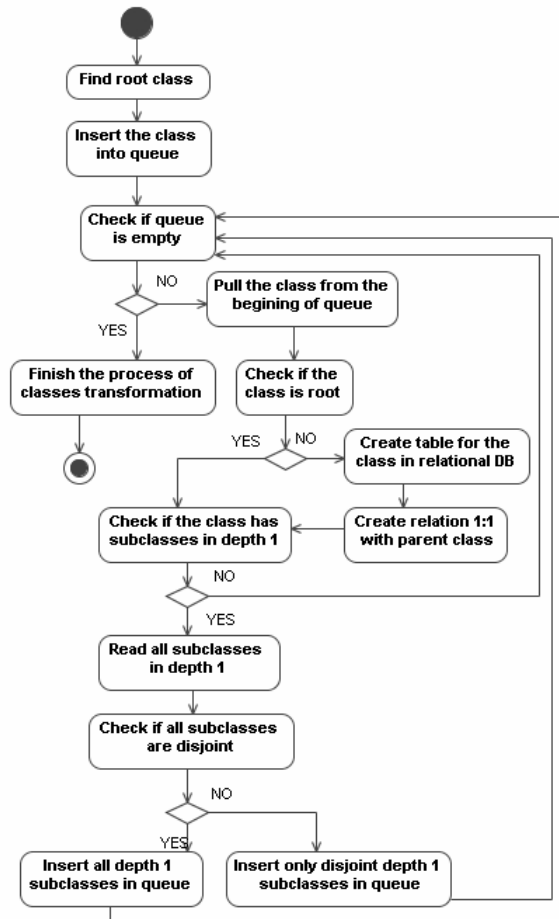 Find root class
Insert the class
into queue
Check if queue
is empty
NO
Pull the class from the
begining of queue
YES
Finish the process of
classes transformation
Check if the
class is root
YES
NO
Create table for the
class in relational DB
Check if the class has
subclasses in depth 1
Create relation 1:1
with parent class
NO
YES
Read all subclasses
in depth 1
Check if all subclasses
are disjoint
NO
YES
Insert all depth 1
subclasses in queue
Insert only disjoint depth 1
subclasses in queue